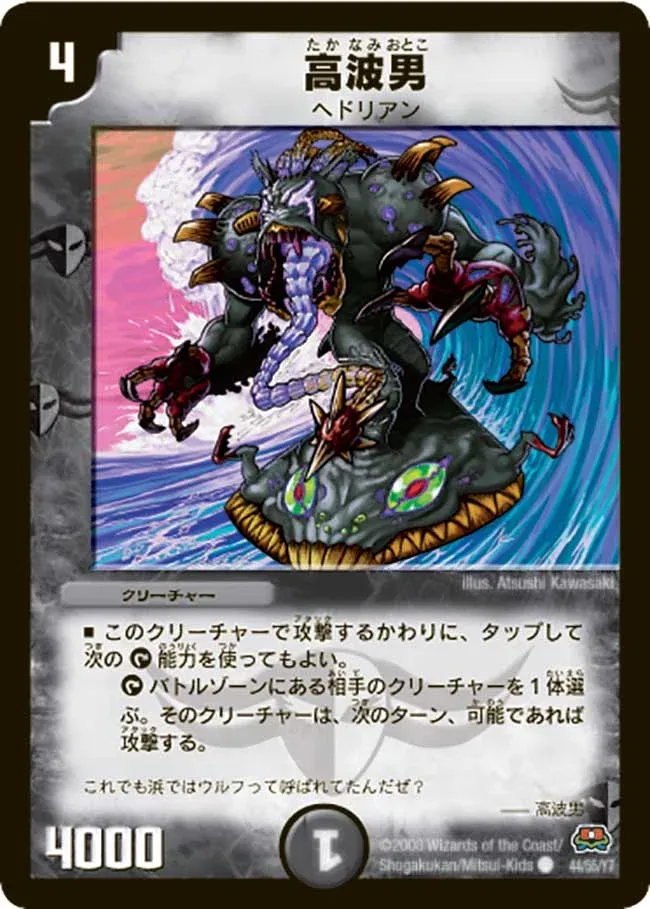 4
たかなみおとこ
高波男
ヘドリアン
illus. Atsushi Kawasaki
クリーチャー
■ このクリーチャーで攻撃するかわりに、タップして
次の 能力を使ってもよい。
バトルゾーンにある相手のクリーチャーを1体選
ぶ。そのクリーチャーは、次のターン、可能であれば
攻撃する。
これでも浜ではウルフって呼ばれてたんだぜ?
—— 高波男
4000
1
©2003 Wizards of the Coast/
Shogakukan/Mitsui-Kids
44/55/Y7